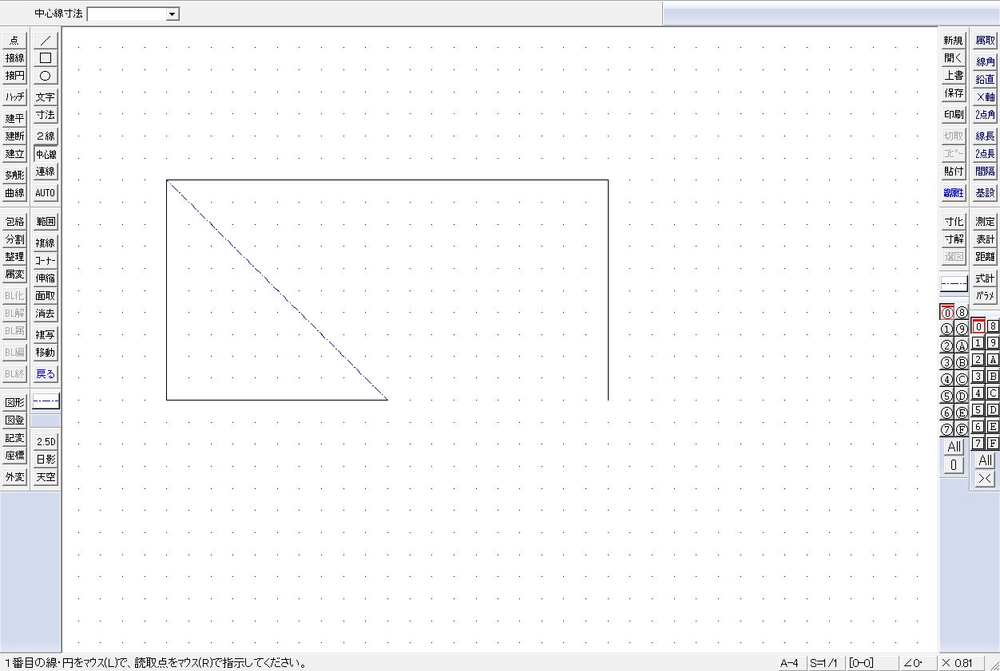 中心線寸法
点 ／
接線 □
接円 ○
ﾊｯﾁ 文字
建平 寸法
建断 2線
建立 中心線
多角形 連線
曲線 AUTO
包絡 範囲
分割 複線
整理 ｺｰﾅｰ
属変 伸縮
BL化 面取
BL解 消去
BL属 複写
BL編 移動
BL終 戻る
図形
図登
記変 2.5D
座標 日影
外変 天空
新規 属取
開く 線角
上書 鉛直
保存 X軸
印刷 2点角
切取 線長
ｺﾋﾟｰ 2点長
貼付 間隔
線属性 基設
寸化 測定
寸解 表計
選図 距離
式計
ﾊﾟﾗﾒ
0 8 0 8
1 9 1 9
2 A 2 A
3 B 3 B
4 C 4 C
5 D 5 D
6 E 6 E
7 F 7 F
All All
0 ×
1番目の線・円をﾏｳｽ(L)で、読取点をﾏｳｽ(R)で指示してください。 A-4 S=1/1 [0-0] ∠0° × 0.81